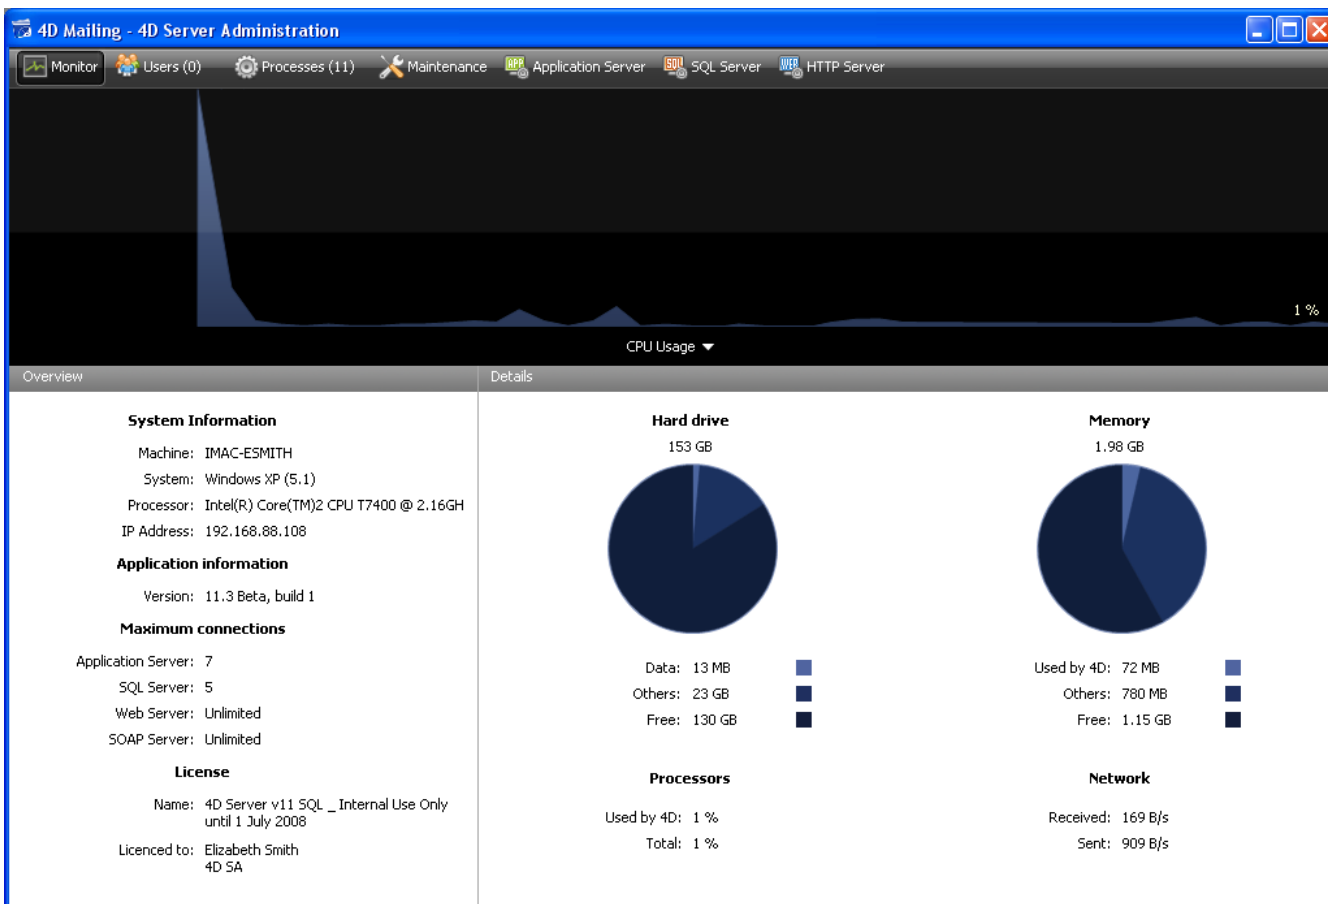 4D Mailing - 4D Server Administration
Monitor Users (0) Processes (11) Maintenance Application Server SQL Server HTTP Server
1 %
CPU Usage
Overview
Details
System Information
Machine: IMAC-ESMITH
System: Windows XP (5.1)
Processor: Intel(R) Core(TM)2 CPU T7400 @ 2.16GH
IP Address: 192.168.88.108
Application information
Version: 11.3 Beta, build 1
Maximum connections
Application Server: 7
SQL Server: 5
Web Server: Unlimited
SOAP Server: Unlimited
License
Name: 4D Server v11 SQL _ Internal Use Only
until 1 July 2008
Licenced to: Elizabeth Smith
4D SA
Hard drive
153 GB
Data: 13 MB
Others: 23 GB
Free: 130 GB
Memory
1.98 GB
Used by 4D: 72 MB
Others: 780 MB
Free: 1.15 GB
Processors
Used by 4D: 1 %
Total: 1 %
Network
Received: 169 B/s
Sent: 909 B/s